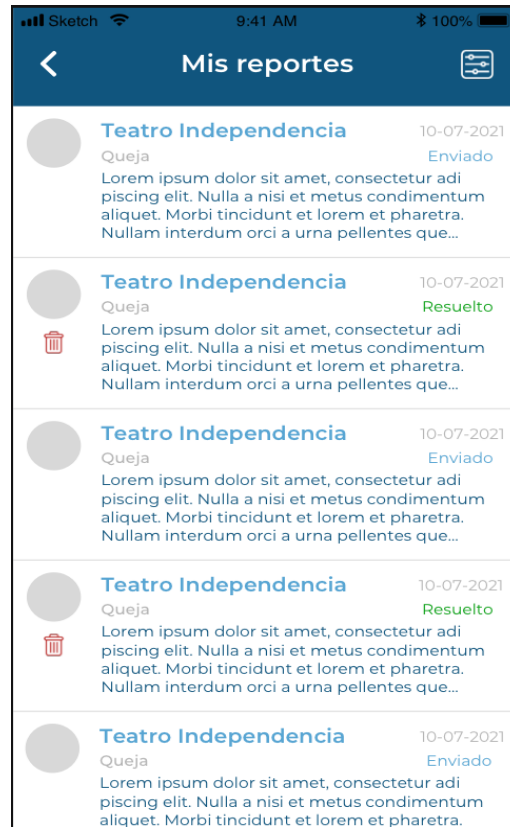 Sketch 9:41 AM 100%
Mis reportes
Teatro Independencia 10-07-2021
Queja Enviado
Lorem ipsum dolor sit amet, consectetur adi
piscing elit. Nulla a nisi et metus condimentum
aliquet. Morbi tincidunt et lorem et pharetra.
Nullam interdum orci a urna pellentes que...
Teatro Independencia 10-07-2021
Queja Resuelto
Lorem ipsum dolor sit amet, consectetur adi
piscing elit. Nulla a nisi et metus condimentum
aliquet. Morbi tincidunt et lorem et pharetra.
Nullam interdum orci a urna pellentes que...
Teatro Independencia 10-07-2021
Queja Enviado
Lorem ipsum dolor sit amet, consectetur adi
piscing elit. Nulla a nisi et metus condimentum
aliquet. Morbi tincidunt et lorem et pharetra.
Nullam interdum orci a urna pellentes que...
Teatro Independencia 10-07-2021
Queja Resuelto
Lorem ipsum dolor sit amet, consectetur adi
piscing elit. Nulla a nisi et metus condimentum
aliquet. Morbi tincidunt et lorem et pharetra.
Nullam interdum orci a urna pellentes que...
Teatro Independencia 10-07-2021
Queja Enviado
Lorem ipsum dolor sit amet, consectetur adi
piscing elit. Nulla a nisi et metus condimentum
aliquet. Morbi tincidunt et lorem et pharetra.